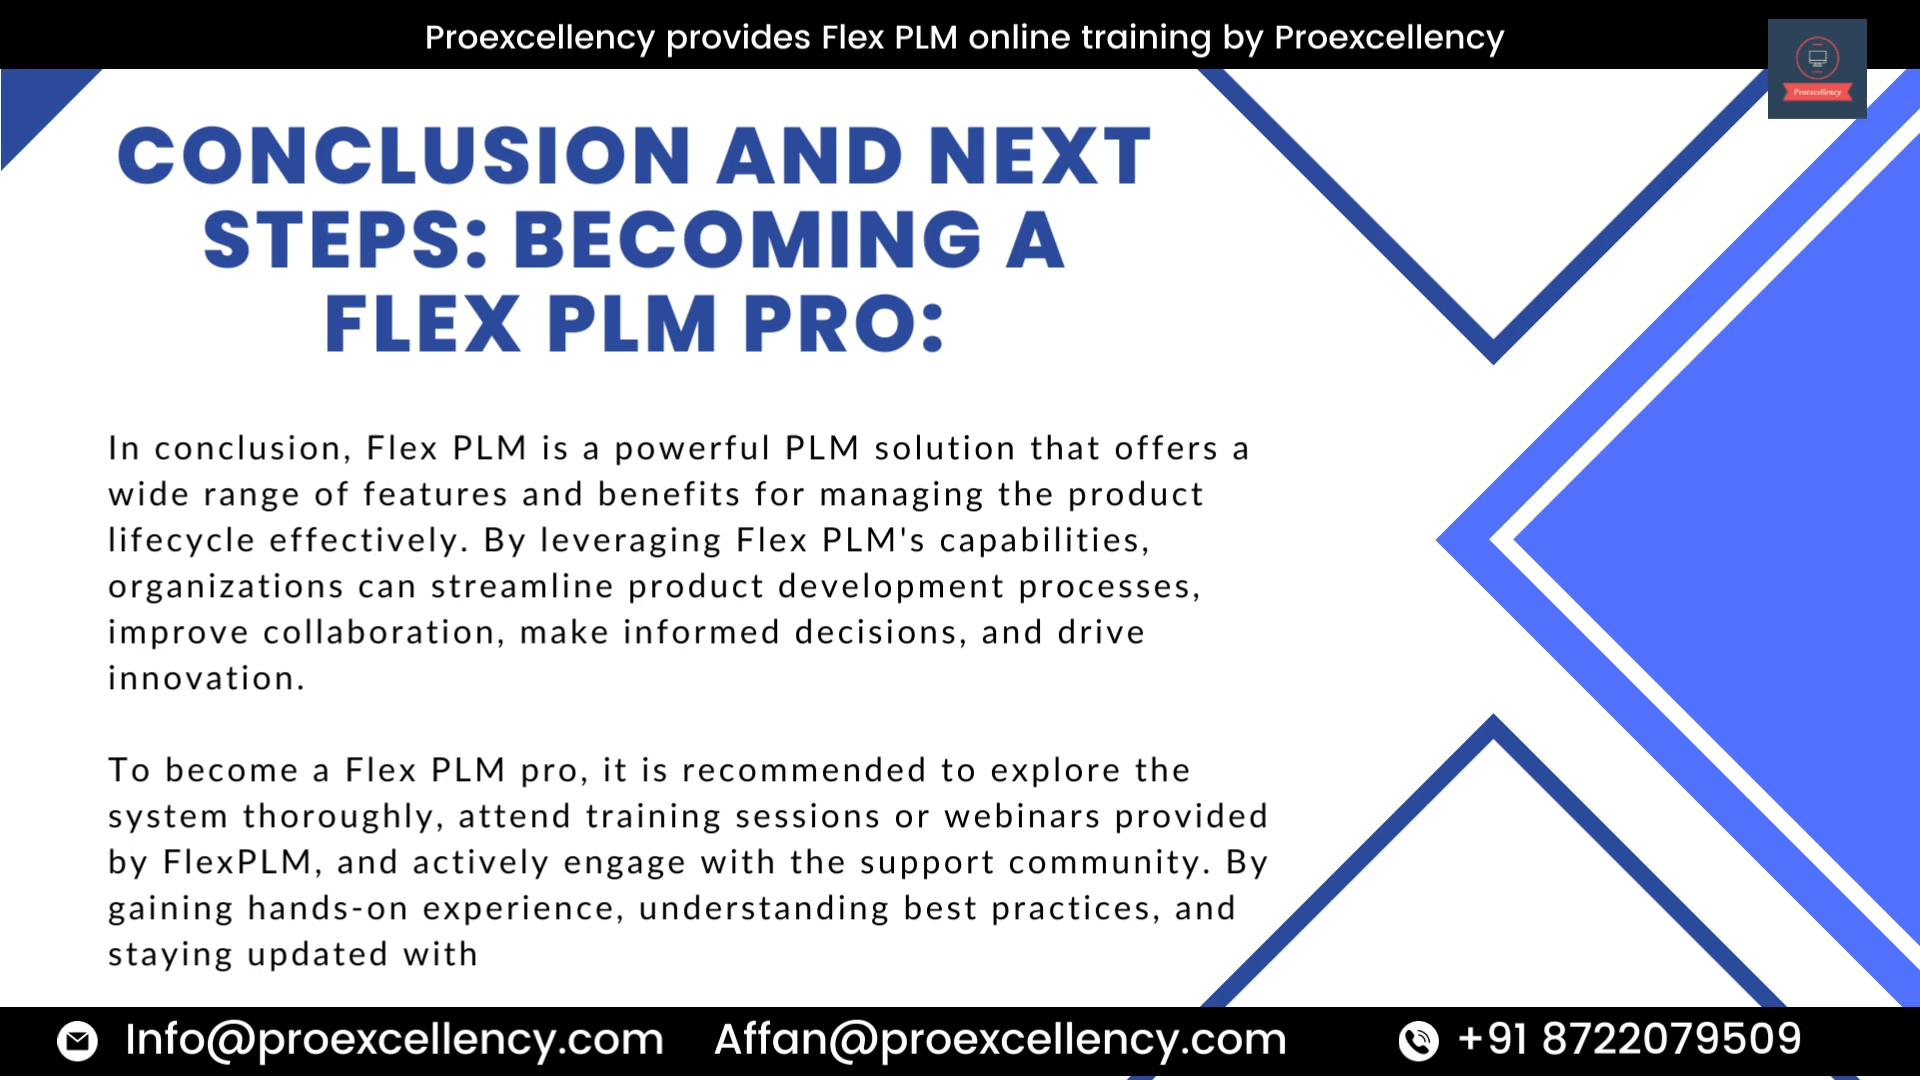 Proexcellency provides Flex PLM online training by Proexcellency
Proexcellency
CONCLUSION AND NEXT
STEPS: BECOMING A
FLEX PLM PRO:
In conclusion, Flex PLM is a powerful PLM solution that offers a
wide range of features and benefits for managing the product
lifecycle effectively. By leveraging Flex PLM's capabilities,
organizations can streamline product development processes,
improve collaboration, make informed decisions, and drive
innovation.
To become a Flex PLM pro, it is recommended to explore the
system thoroughly, attend training sessions or webinars provided
by FlexPLM, and actively engage with the support community. By
gaining hands-on experience, understanding best practices, and
staying updated with
Info@proexcellency.com Affan@proexcellency.com +91 8722079509